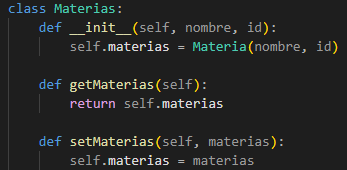 class Materias:
    def __init__(self, nombre, id):
        self.materias = Materia(nombre, id)
    def getMaterias(self):
        return self.materias
    def setMaterias(self, materias):
        self.materias = materias